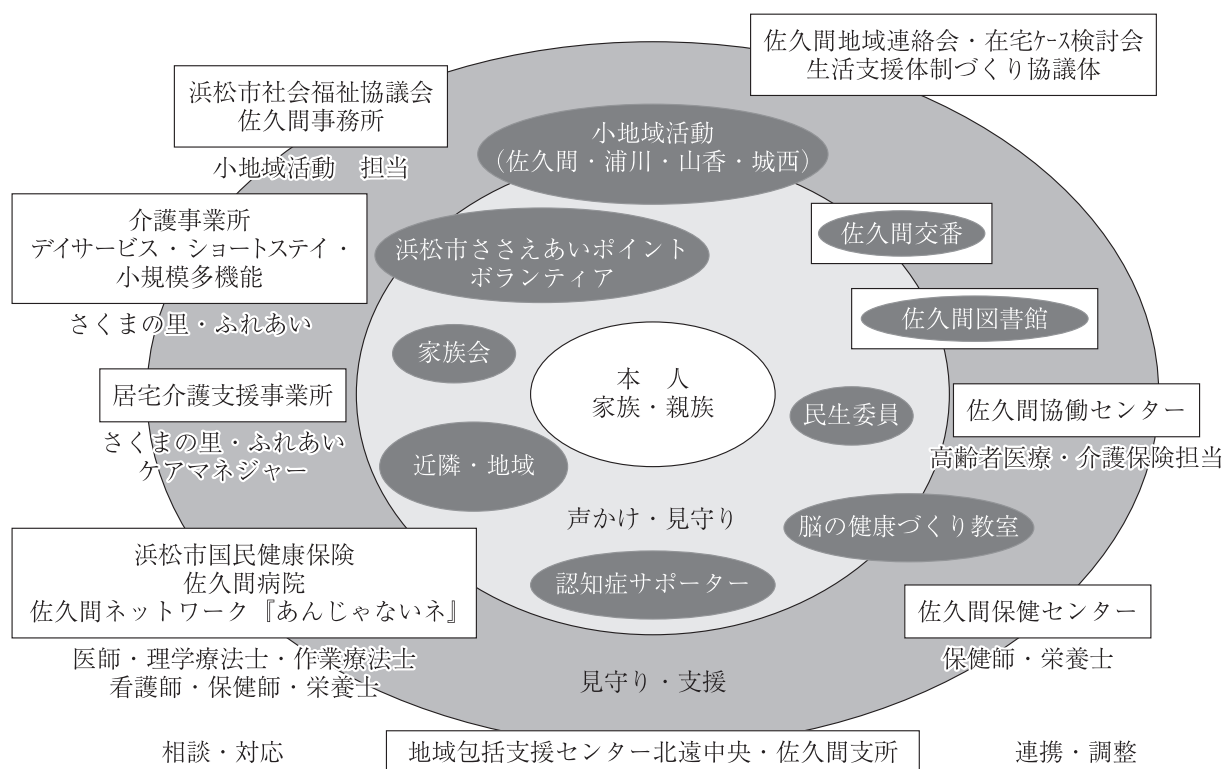 佐久間地域連絡会・在宅ｹｰｽ検討会
生活支援体制づくり協議体
浜松市社会福祉協議会
佐久間事務所
小地域活動　担当
小地域活動
（佐久間・浦川・山香・城西）
介護事業所
デイサービス・ショートステイ・
小規模多機能
さくまの里・ふれあい
浜松市ささえあいポイント
ボランティア
佐久間交番
佐久間図書館
家族会
本　人
家族・親族
民生委員
居宅介護支援事業所
さくまの里・ふれあい
ケアマネジャー
佐久間協働センター
高齢者医療・介護保険担当
近隣・地域
声かけ・見守り
脳の健康づくり教室
認知症サポーター
浜松市国民健康保険
佐久間病院
佐久間ネットワーク『あんじゃないネ』
医師・理学療法士・作業療法士
看護師・保健師・栄養士
佐久間保健センター
保健師・栄養士
見守り・支援
相談・対応
地域包括支援センター北遠中央・佐久間支所
連携・調整